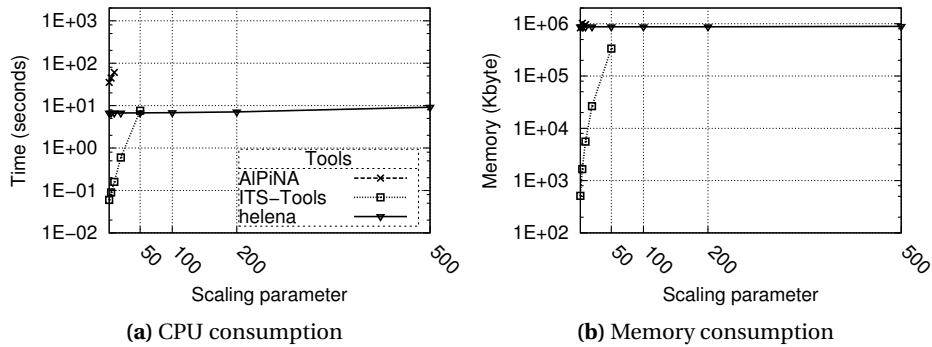 1E+03
1E+02
1E+01
1E+00
1E-01
1E-02
Time (seconds)
Tools
AlPiNA
ITS-Tools
helena
50
100
200
500
Scaling parameter
(a) CPU consumption
1E+06
1E+05
1E+04
1E+03
1E+02
Memory (Kbyte)
50
100
200
500
Scaling parameter
(b) Memory consumption